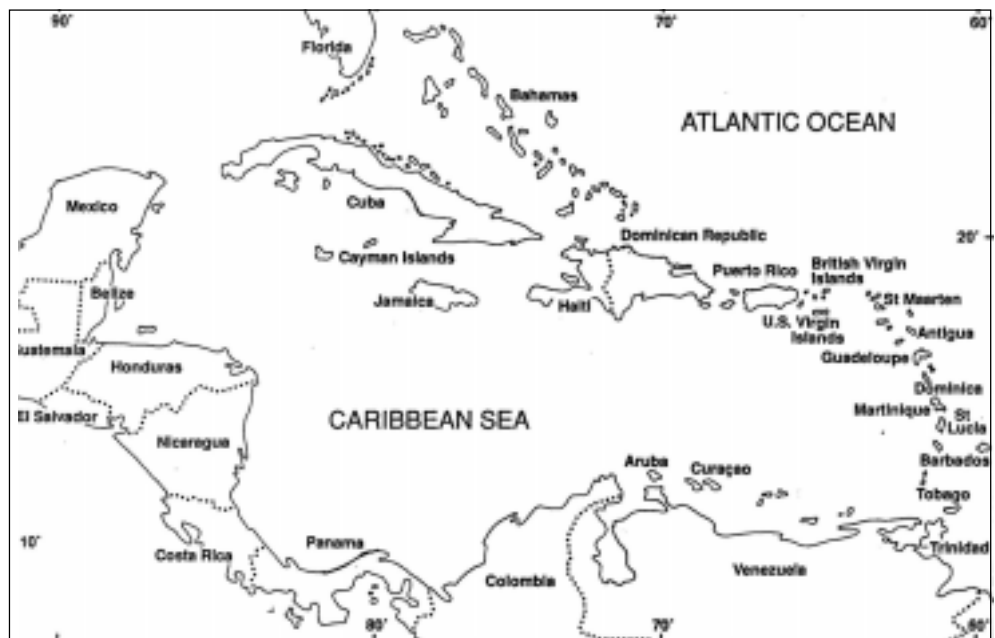 90'
70'
60'
Florida
Bahamas
ATLANTIC OCEAN
Mexico
Cuba
Dominican Republic
20'
Cayman Islands
Puerto Rico
British Virgin
Islands
Belize
Jamaica
Haiti
St Maarten
U.S. Virgin
Islands
Antigua
Guatemala
Honduras
Guadeloupe
Dominica
El Salvador
CARIBBEAN SEA
Martinique
St
Lucia
Nicaragua
Barbados
Aruba
Curaçao
Tobago
10'
Costa Rica
Panama
Colombia
Venezuela
Trinidad
80'
70'
60'